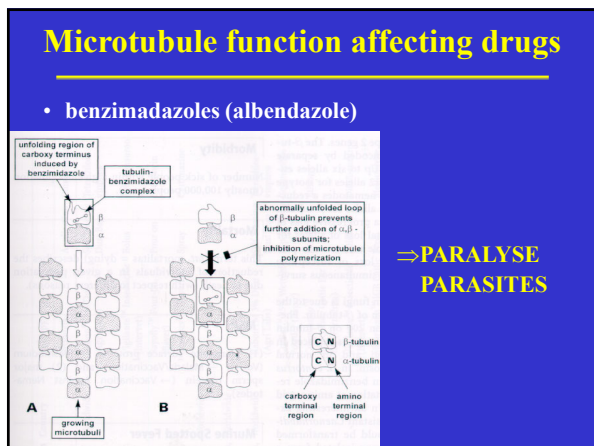 Microtubule function affecting drugs
• benzimadazoles (albendazole)
unfolding region of
carboxy terminus
induced by
benzimidazole
tubulin-
benzimidazole
complex
β
α
β
α
β
α
β
α
A
growing
microtubuli
β
α
abnormally unfolded loop
of β-tubulin prevents
further addition of α,β -
subunits;
inhibition of microtubule
polymerization
α
β
α
β
α
B
C N β-tubulin
C N α-tubulin
carboxy
terminal
region
amino
terminal
region
⇒PARALYSE
PARASITES